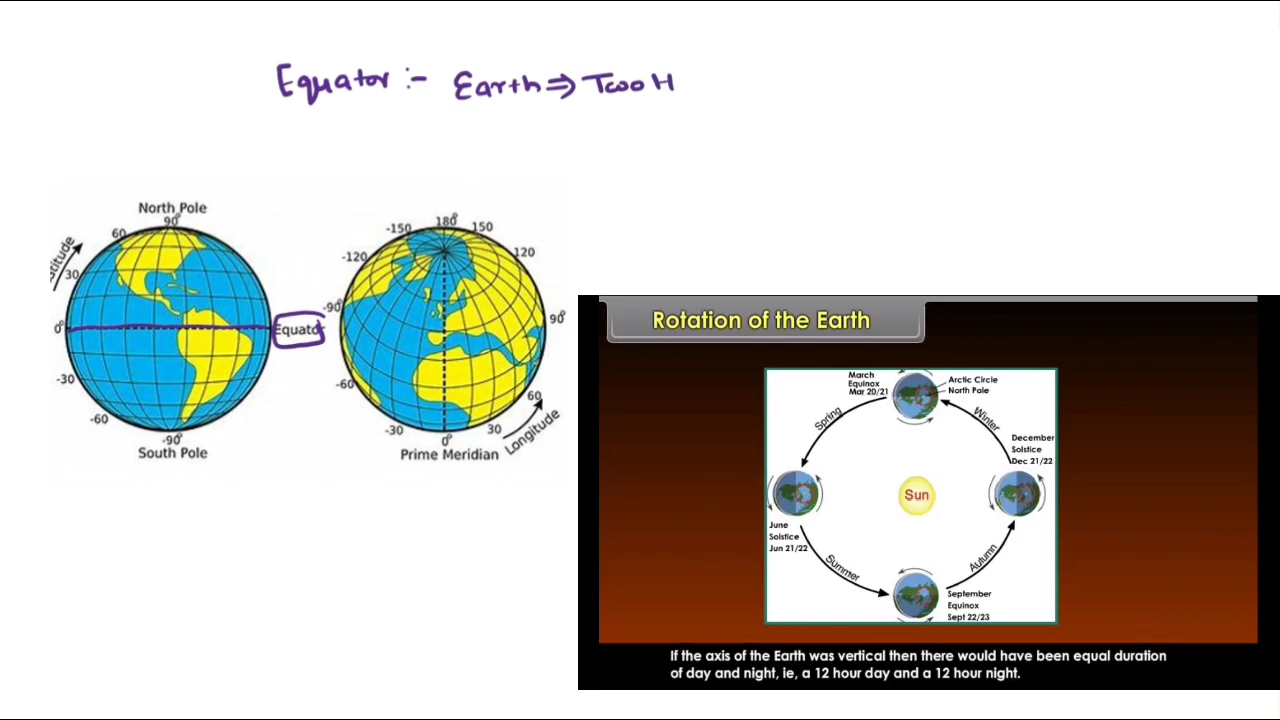 Equator :- Earth ⇒ Two H
North Pole
90°
60
30
0°
-30
-60
-90°
South Pole
Equator
180°
-150
150
-120
120
-90°
90°
-60
60
-30
30
0°
Longitude
Prime Meridian
Rotation of the Earth
March
Equinox
Mar 20/21
Arctic Circle
North Pole
Spring
Winter
December
Solstice
Dec 21/22
Sun
June
Solstice
Jun 21/22
Summer
Autumn
September
Equinox
Sept 22/23
If the axis of the Earth was vertical then there would have been equal duration
of day and night, ie, a 12 hour day and a 12 hour night.